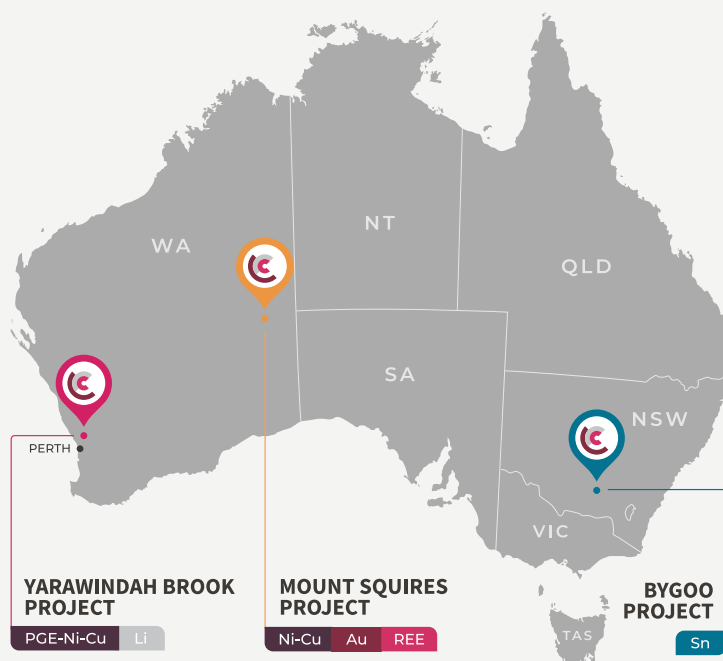 WA
NT
QLD
SA
NSW
PERTH
VIC
TAS
YARAWINDAH BROOK
PROJECT
PGE-Ni-Cu Li
MOUNT SQUIRES
PROJECT
Ni-Cu Au REE
BYGOO
PROJECT
Sn